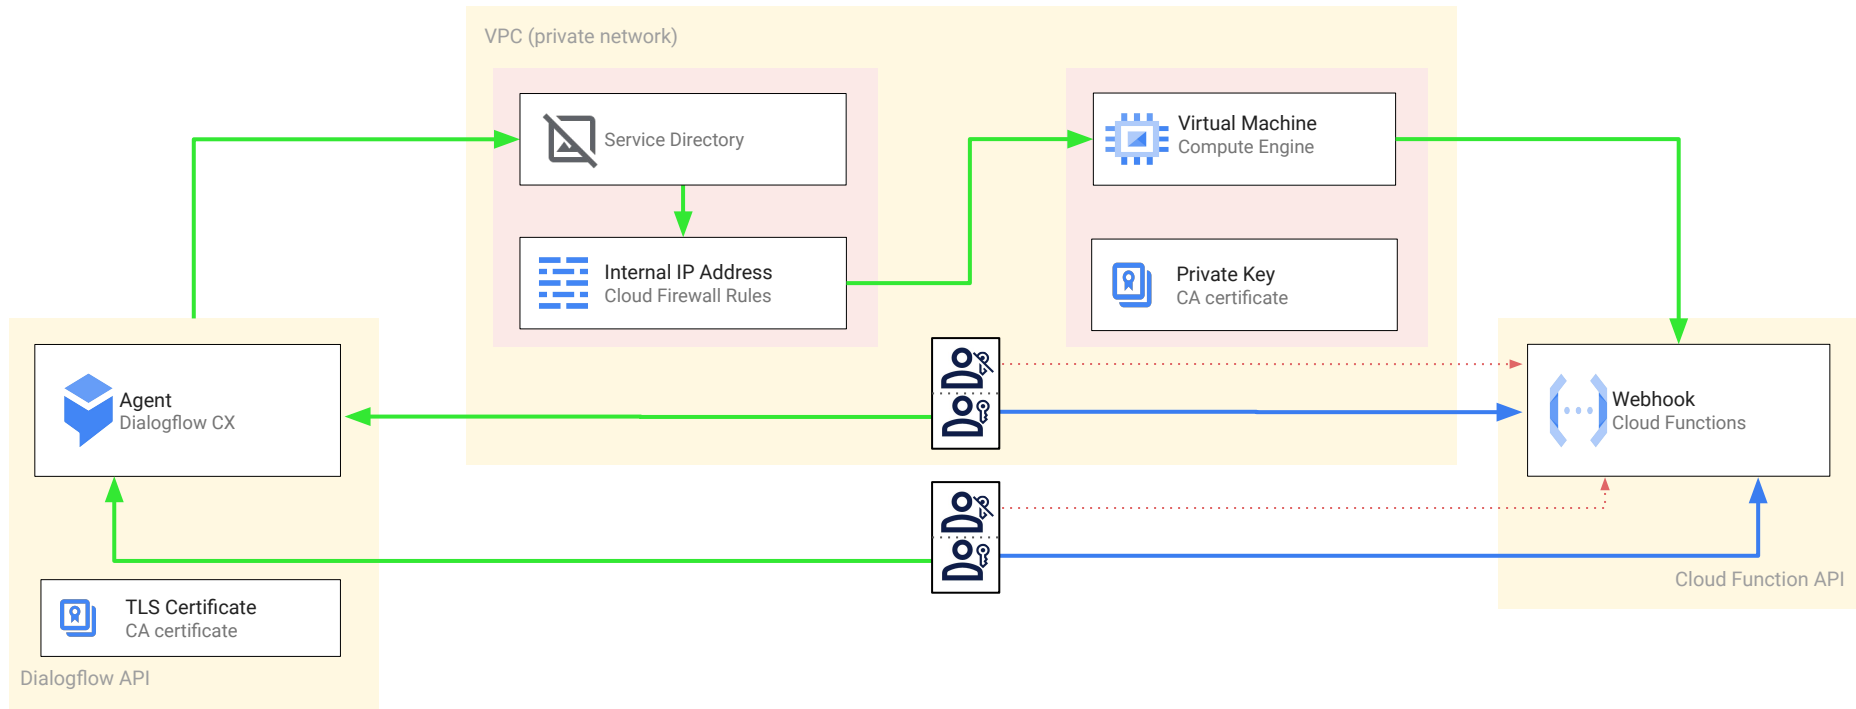 VPC (private network)
Service Directory
Internal IP Address
Cloud Firewall Rules
Virtual Machine
Compute Engine
Private Key
CA certificate
Agent
Dialogflow CX
TLS Certificate
CA certificate
Dialogflow API
Webhook
Cloud Functions
Cloud Function API